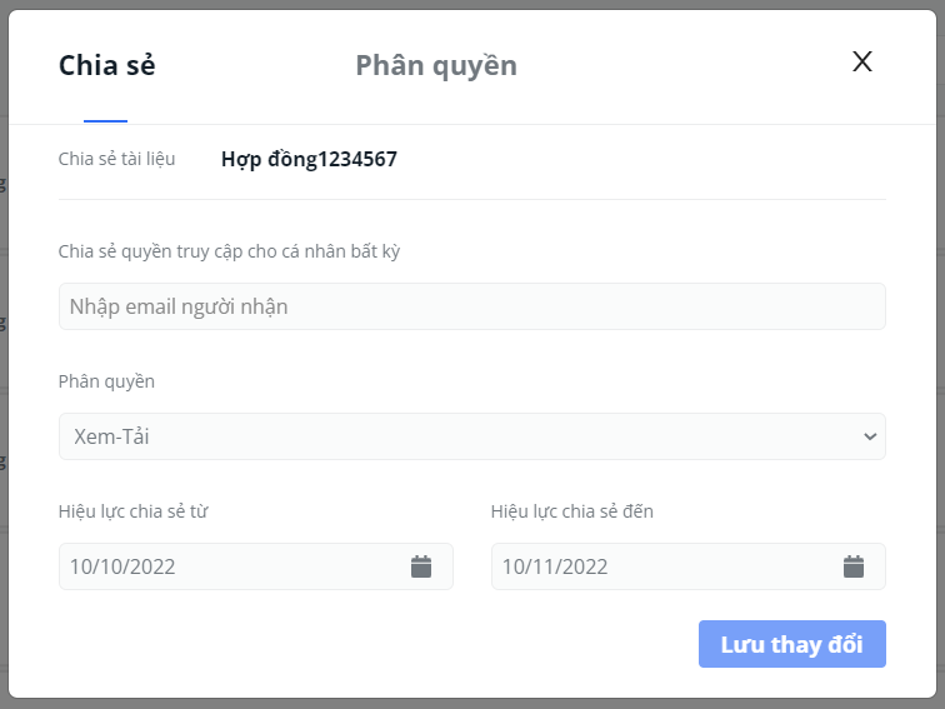 Chia sẻ Phân quyền X
Chia sẻ tài liệu Hợp đồng1234567
Chia sẻ quyền truy cập cho cá nhân bất kỳ
Nhập email người nhận
Phân quyền
Xem-Tải
Hiệu lực chia sẻ từ Hiệu lực chia sẻ đến
10/10/2022 10/11/2022
Lưu thay đổi